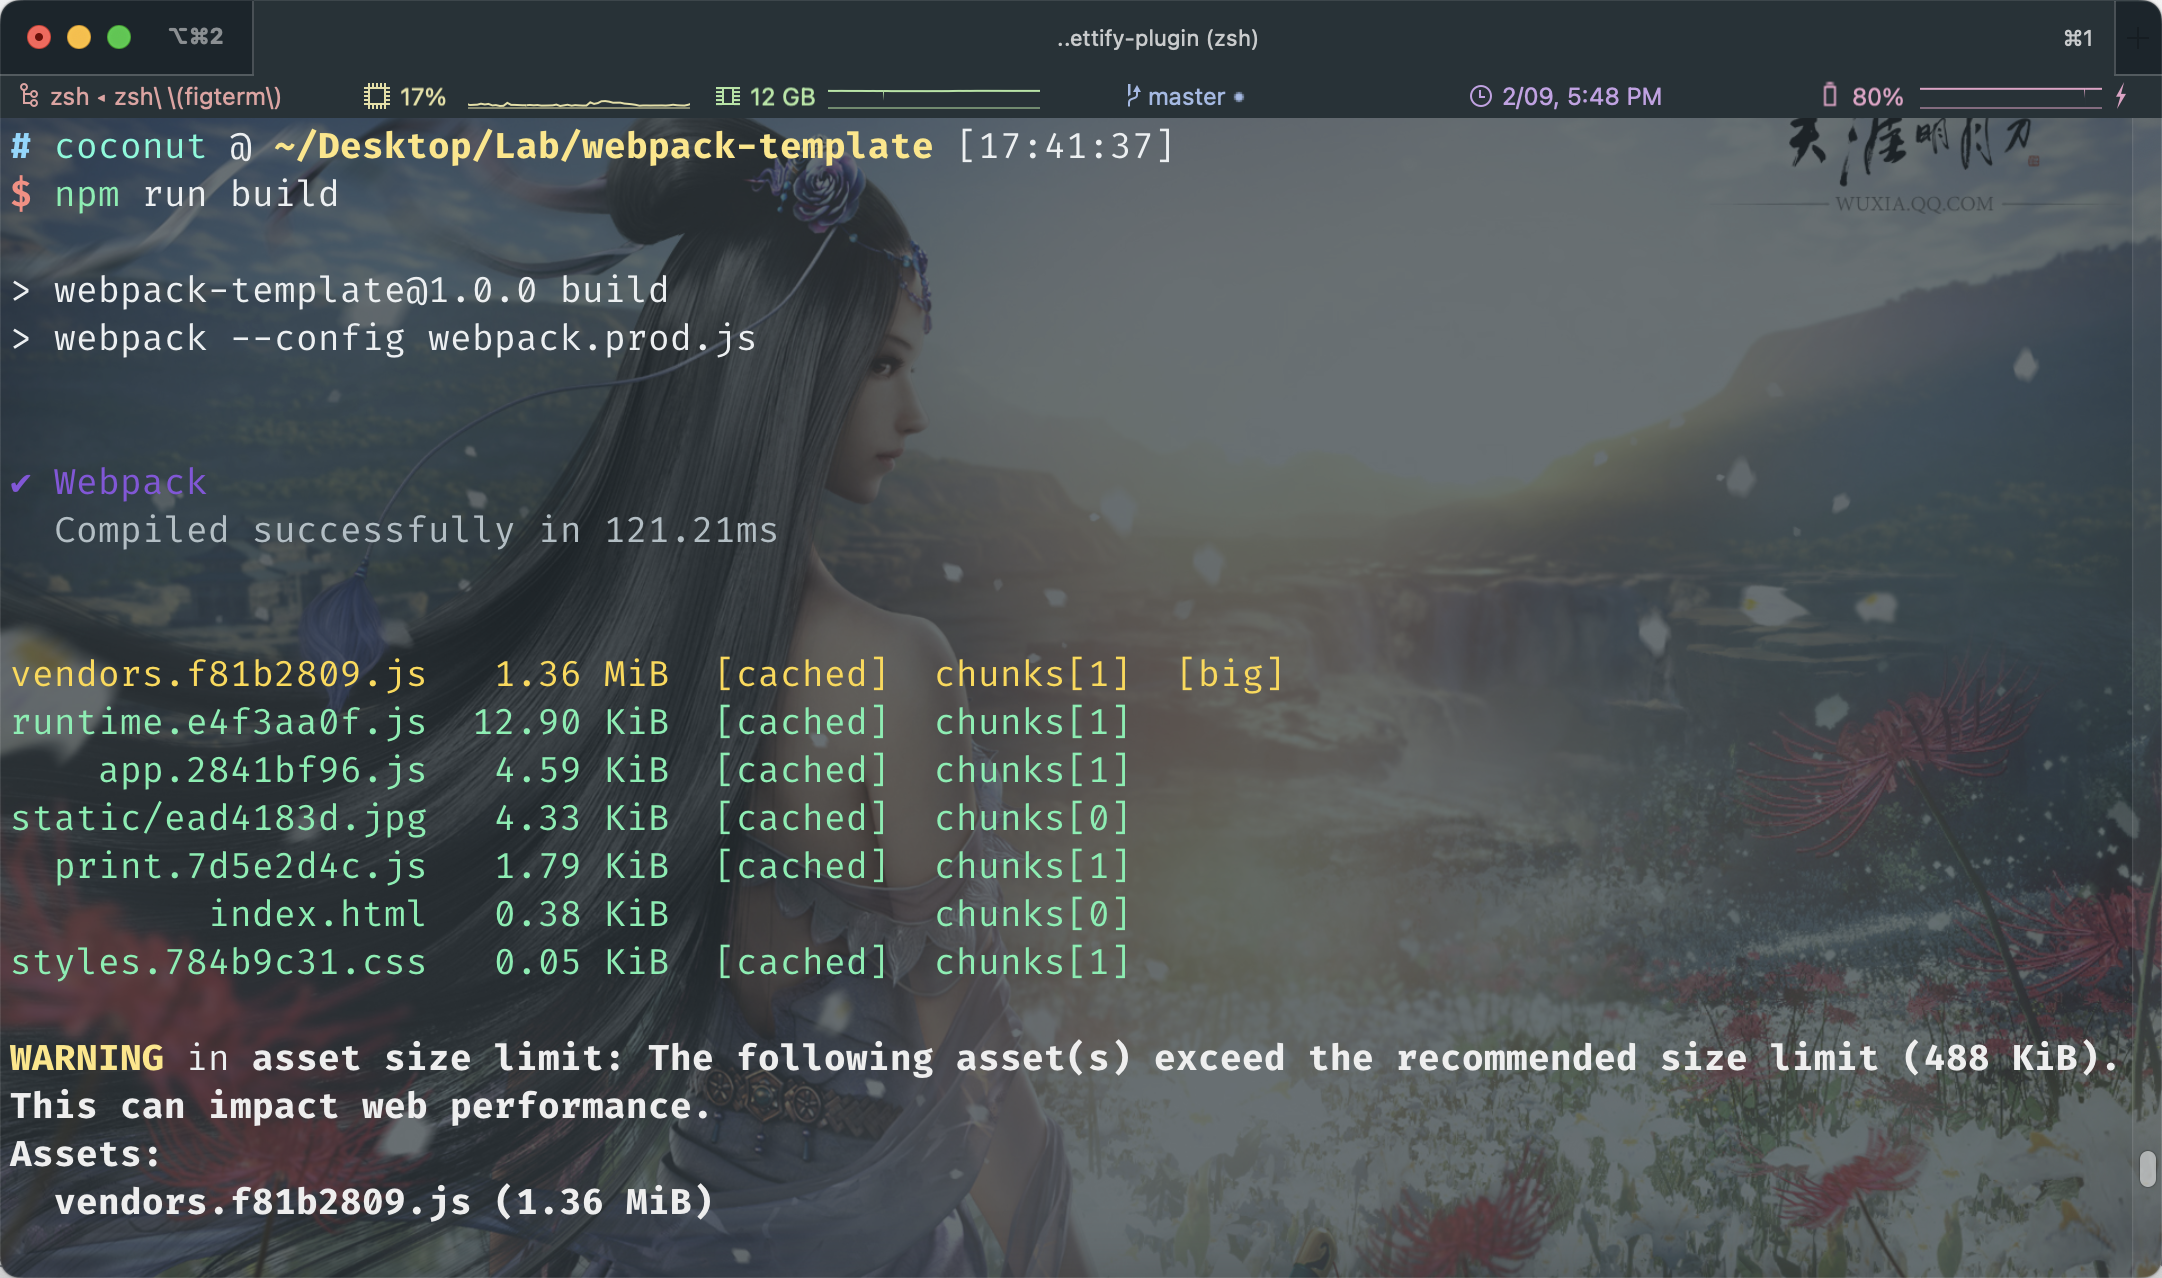 ⌥⌘2 ..ettify-plugin (zsh) ⌘1 +
zsh ◂ zsh\ \(figterm\) 17% 12 GB master 2/09, 5:48 PM 80%
# coconut @ ~/Desktop/Lab/webpack-template [17:41:37]
天涯明月刀
$ npm run build
WUXIA.QQ.COM
> webpack-template@1.0.0 build
> webpack --config webpack.prod.js
✔ Webpack
Compiled successfully in 121.21ms
vendors.f81b2809.js 1.36 MiB [cached] chunks[1] [big]
runtime.e4f3aa0f.js 12.90 KiB [cached] chunks[1]
app.2841bf96.js 4.59 KiB [cached] chunks[1]
static/ead4183d.jpg 4.33 KiB [cached] chunks[0]
print.7d5e2d4c.js 1.79 KiB [cached] chunks[1]
index.html 0.38 KiB chunks[0]
styles.784b9c31.css 0.05 KiB [cached] chunks[1]
WARNING in asset size limit: The following asset(s) exceed the recommended size limit (488 KiB).
This can impact web performance.
Assets:
vendors.f81b2809.js (1.36 MiB)